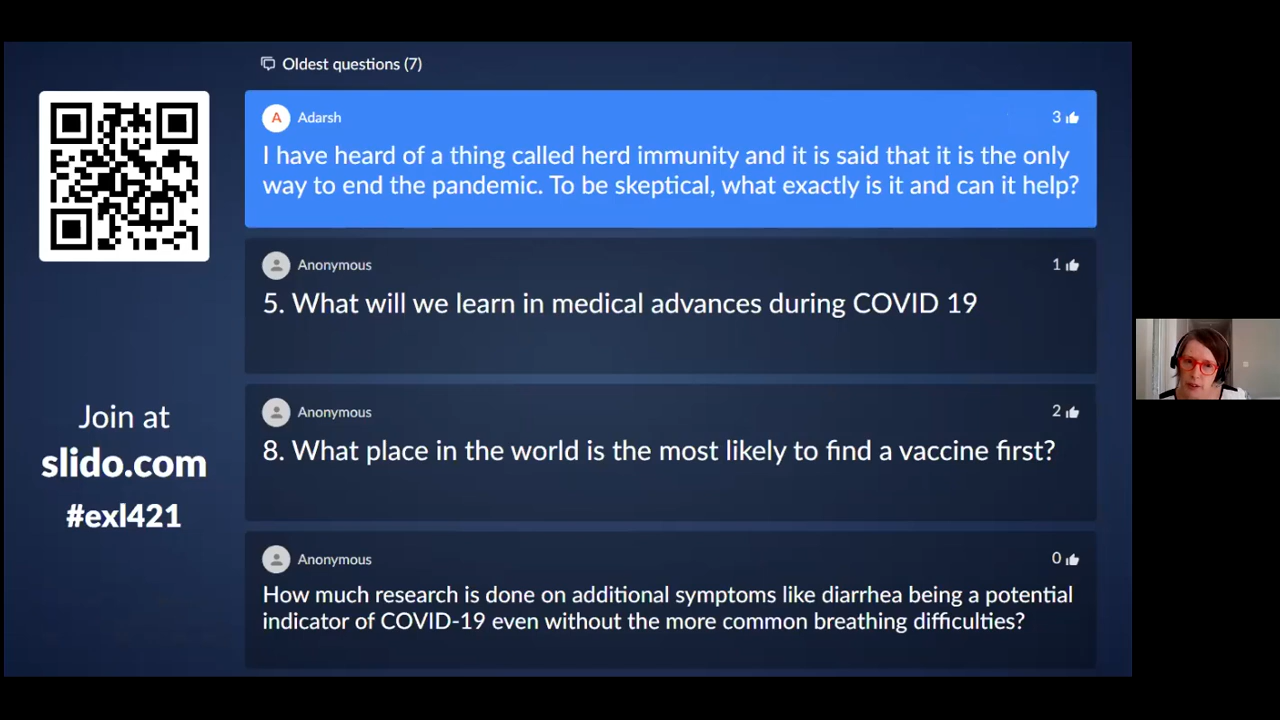 Oldest questions (7)
A Adarsh 3
I have heard of a thing called herd immunity and it is said that it is the only
way to end the pandemic. To be skeptical, what exactly is it and can it help?
Anonymous 1
5. What will we learn in medical advances during COVID 19
Anonymous 2
8. What place in the world is the most likely to find a vaccine first?
Anonymous 0
How much research is done on additional symptoms like diarrhea being a potential
indicator of COVID-19 even without the more common breathing difficulties?
Join at
slido.com
#exl421